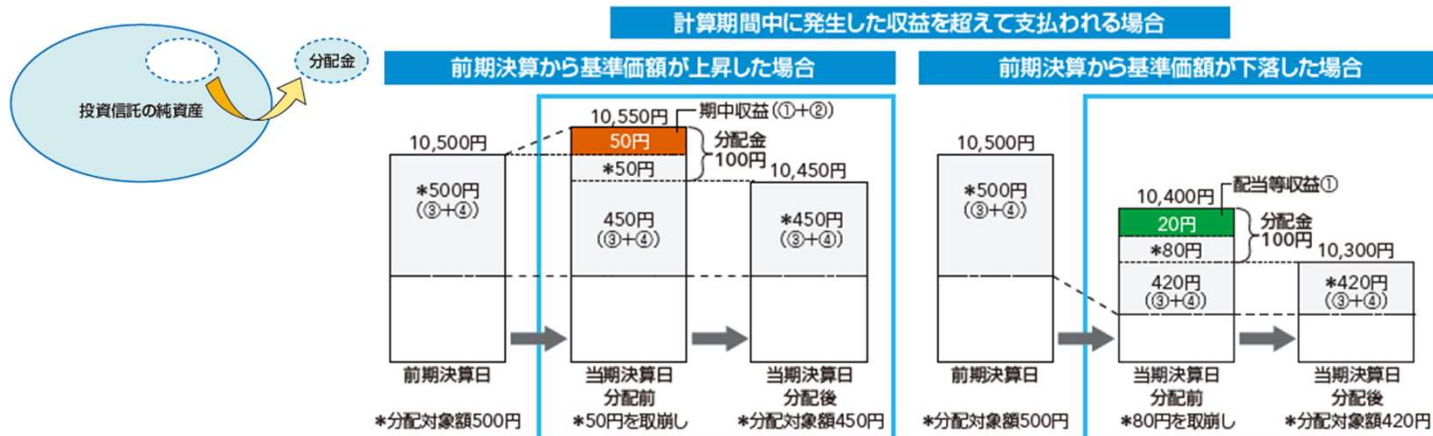 分配金
投資信託の純資産
計算期間中に発生した収益を超えて支払われる場合
前期決算から基準価額が上昇した場合
10,500円
*500円
(③+④)
前期決算日
*分配対象額500円
10,550円
期中収益(①+②)
50円
*50円
分配金
100円
450円
(③+④)
当期決算日
分配前
*50円を取崩し
10,450円
*450円
(③+④)
当期決算日
分配後
*分配対象額450円
前期決算から基準価額が下落した場合
10,500円
*500円
(③+④)
前期決算日
*分配対象額500円
配当等収益①
10,400円
20円
*80円
分配金
100円
420円
(③+④)
当期決算日
分配前
*80円を取崩し
10,300円
*420円
(③+④)
当期決算日
分配後
*分配対象額420円